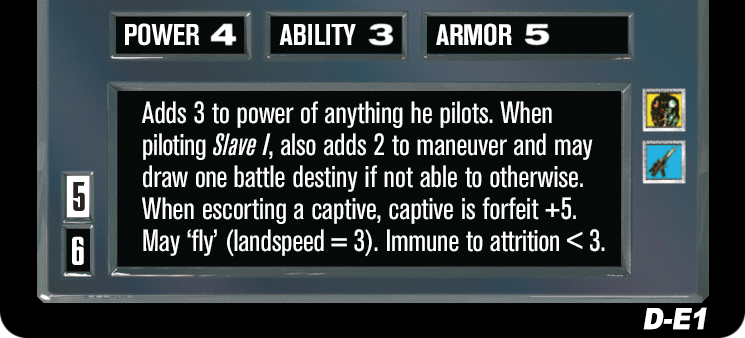 POWER 4 ABILITY 3 ARMOR 5
Adds 3 to power of anything he pilots. When
piloting Slave I, also adds 2 to maneuver and may
draw one battle destiny if not able to otherwise.
When escorting a captive, captive is forfeit +5.
May ‘fly’ (landspeed = 3). Immune to attrition < 3.
5
6
D-E1